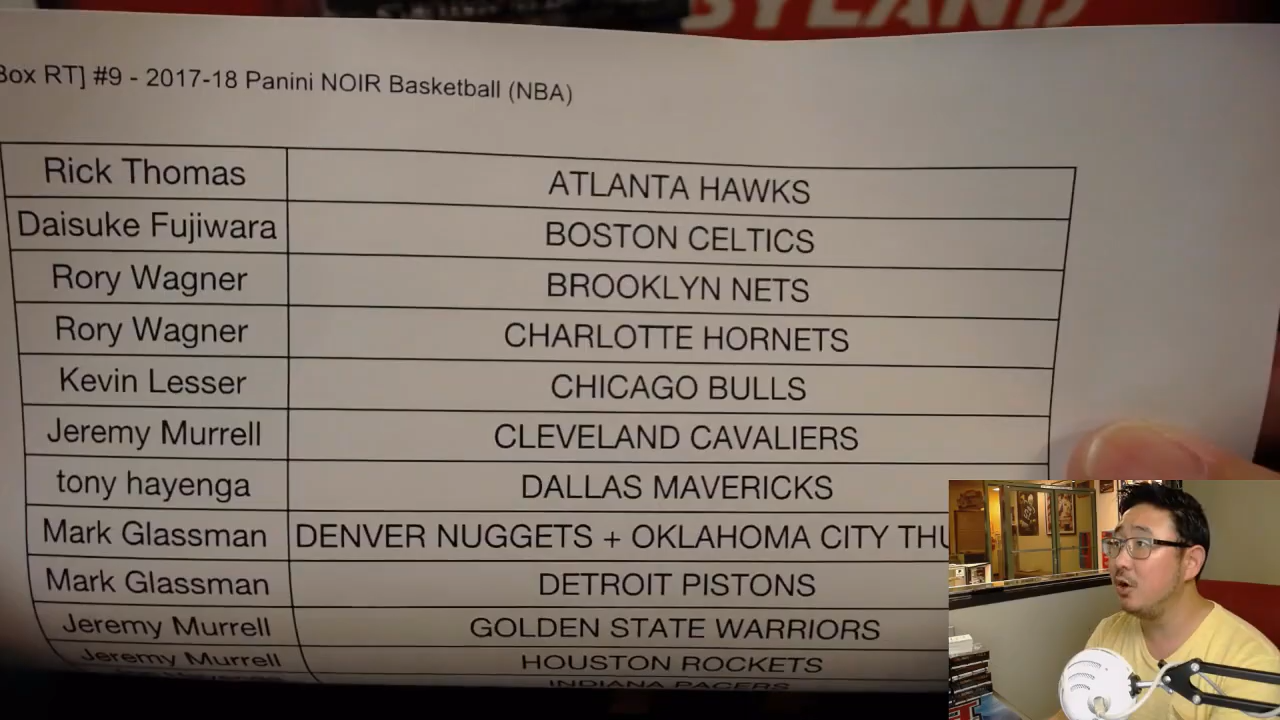 BYLAND
Box RT] #9 - 2017-18 Panini NOIR Basketball (NBA)
Rick Thomas ATLANTA HAWKS
Daisuke Fujiwara BOSTON CELTICS
Rory Wagner BROOKLYN NETS
Rory Wagner CHARLOTTE HORNETS
Kevin Lesser CHICAGO BULLS
Jeremy Murrell CLEVELAND CAVALIERS
tony hayenga DALLAS MAVERICKS
Mark Glassman DENVER NUGGETS + OKLAHOMA CITY THU
Mark Glassman DETROIT PISTONS
Jeremy Murrell GOLDEN STATE WARRIORS
Jeremy Murrell HOUSTON ROCKETS
INDIANA PACERS